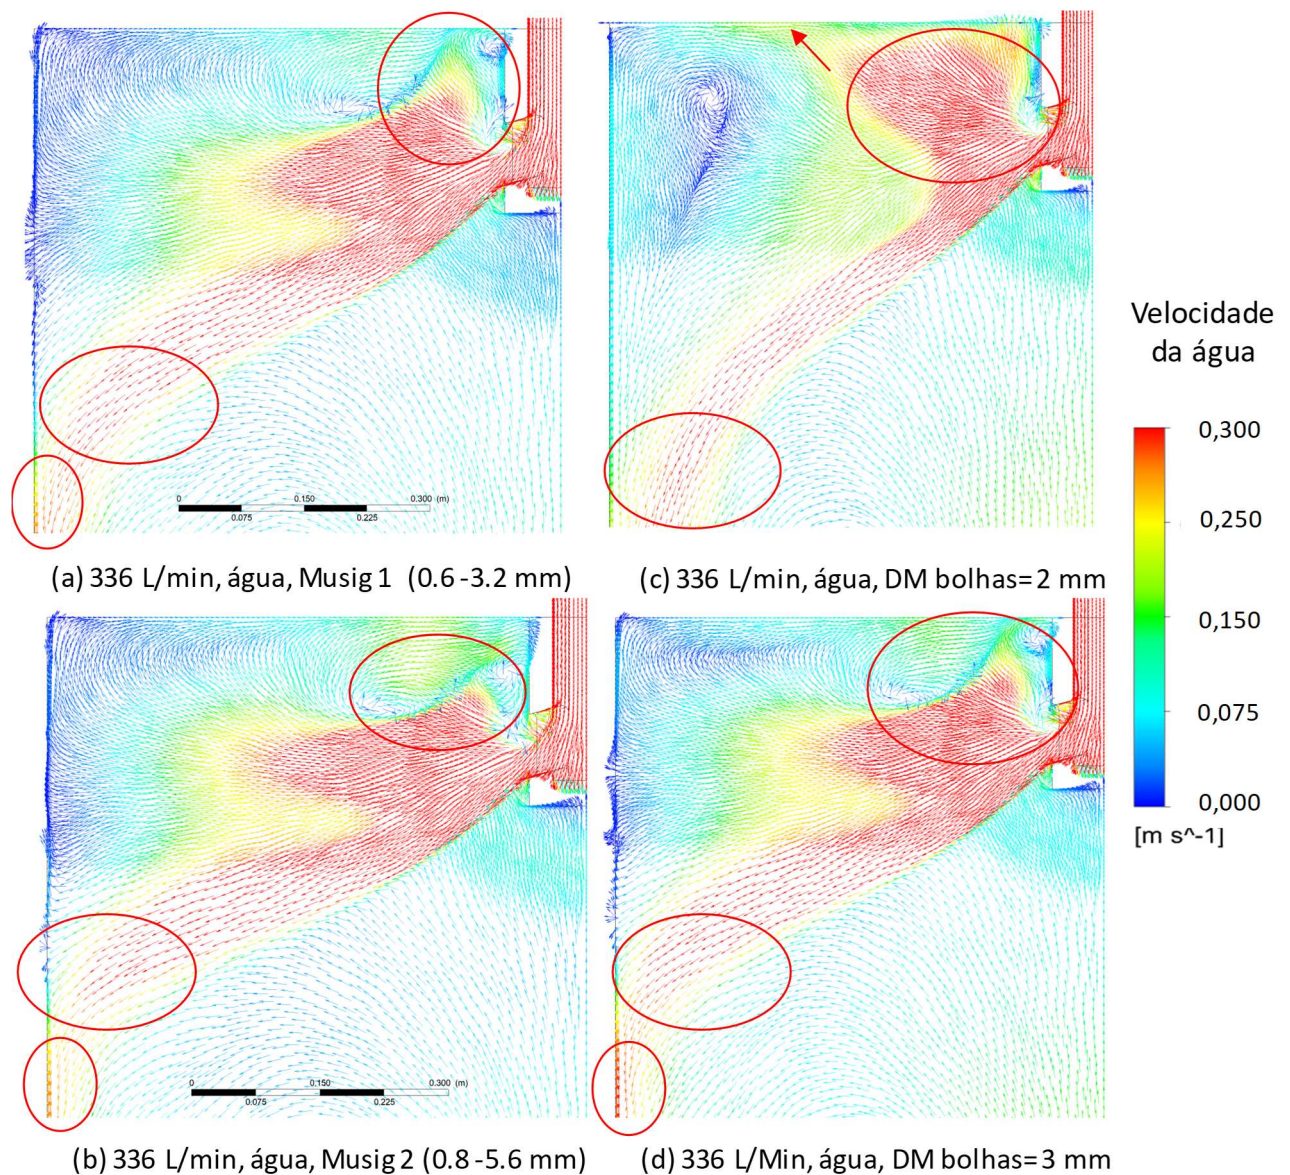 0 0.150 0.300 (m)
0.075 0.225
(a) 336 L/min, água, Musig 1 (0.6 -3.2 mm)
(c) 336 L/min, água, DM bolhas= 2 mm
Velocidade
da água
0,300
0,250
0,150
0,075
0,000
[m s^-1]
0 0.150 0.300 (m)
0.075 0.225
(b) 336 L/min, água, Musig 2 (0.8 -5.6 mm)
(d) 336 L/Min, água, DM bolhas= 3 mm